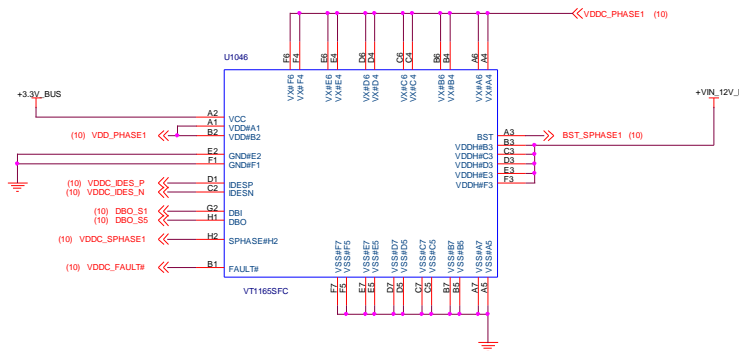 VDDC_PHASE1 (10)
U1046
F6 F4 E6 E4 D6 D4 C6 C4 B6 B4 A6 A4
VX#F6 VX#F4 VX#E6 VX#E4 VX#D6 VX#D4 VX#C6 VX#C4 VX#B6 VX#B4 VX#A6 VX#A4
+3.3V_BUS
+VIN_12V_
A2 VCC
A1 VDD#A1
(10) VDD_PHASE1 B2 VDD#B2
BST A3 BST_SPHASE1 (10)
VDDH#B3 B3
VDDH#C3 C3
VDDH#D3 D3
VDDH#E3 E3
VDDH#F3 F3
E2 GND#E2
F1 GND#F1
(10) VDDC_IDES_P D1 IDESP
(10) VDDC_IDES_N C2 IDESN
(10) DBO_S1 G2 DBI
(10) DBO_S5 H1 DBO
(10) VDDC_SPHASE1 H2 SPHASE#H2
(10) VDDC_FAULT# B1 FAULT#
VSS#F7 VSS#F5 VSS#E7 VSS#E5 VSS#D7 VSS#D5 VSS#C7 VSS#C5 VSS#B7 VSS#B5 VSS#A7 VSS#A5
F7 F5 E7 E5 D7 D5 C7 C5 B7 B5 A7 A5
VT1165SFC